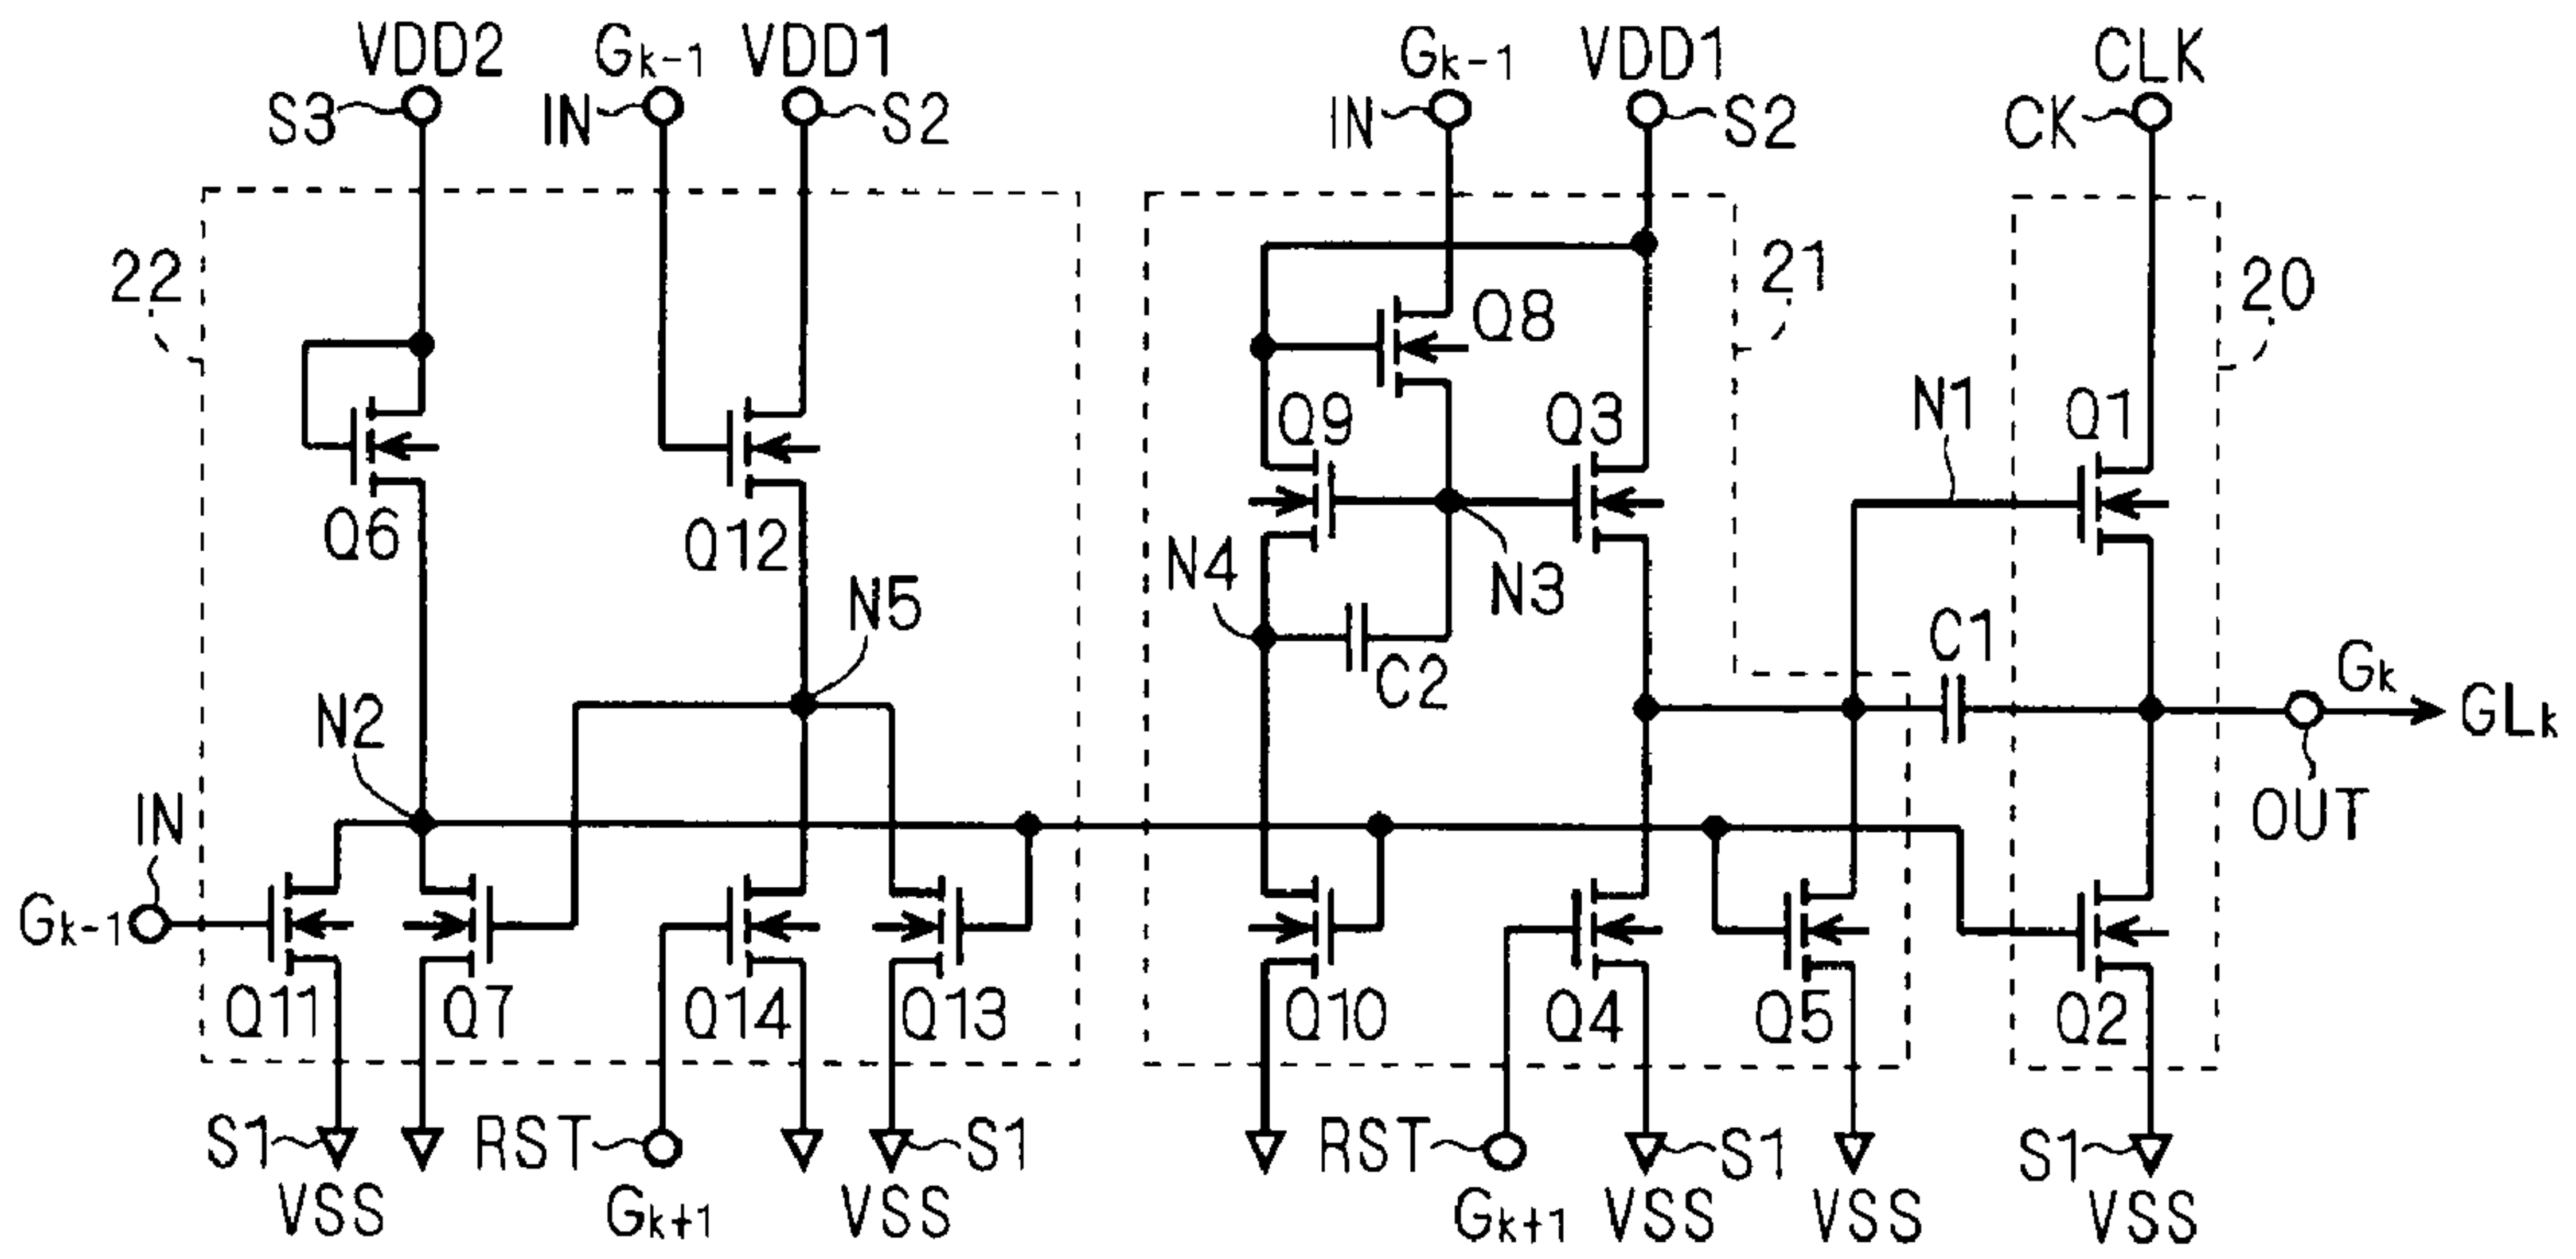 VDD2 Gk-1 VDD1 Gk-1 VDD1 CLK
S3 IN S2 IN S2 CK
22 21 20
Q8
Q9 Q3 N1 Q1
Q6 Q12
N4 N3
N5 C1
C2 Gk
N2 GLk
IN OUT
Gk-1
Q11 Q7 Q14 Q13 Q10 Q4 Q5 Q2
S1 RST S1 RST S1 S1
VSS Gk+1 VSS Gk+1 VSS VSS VSS